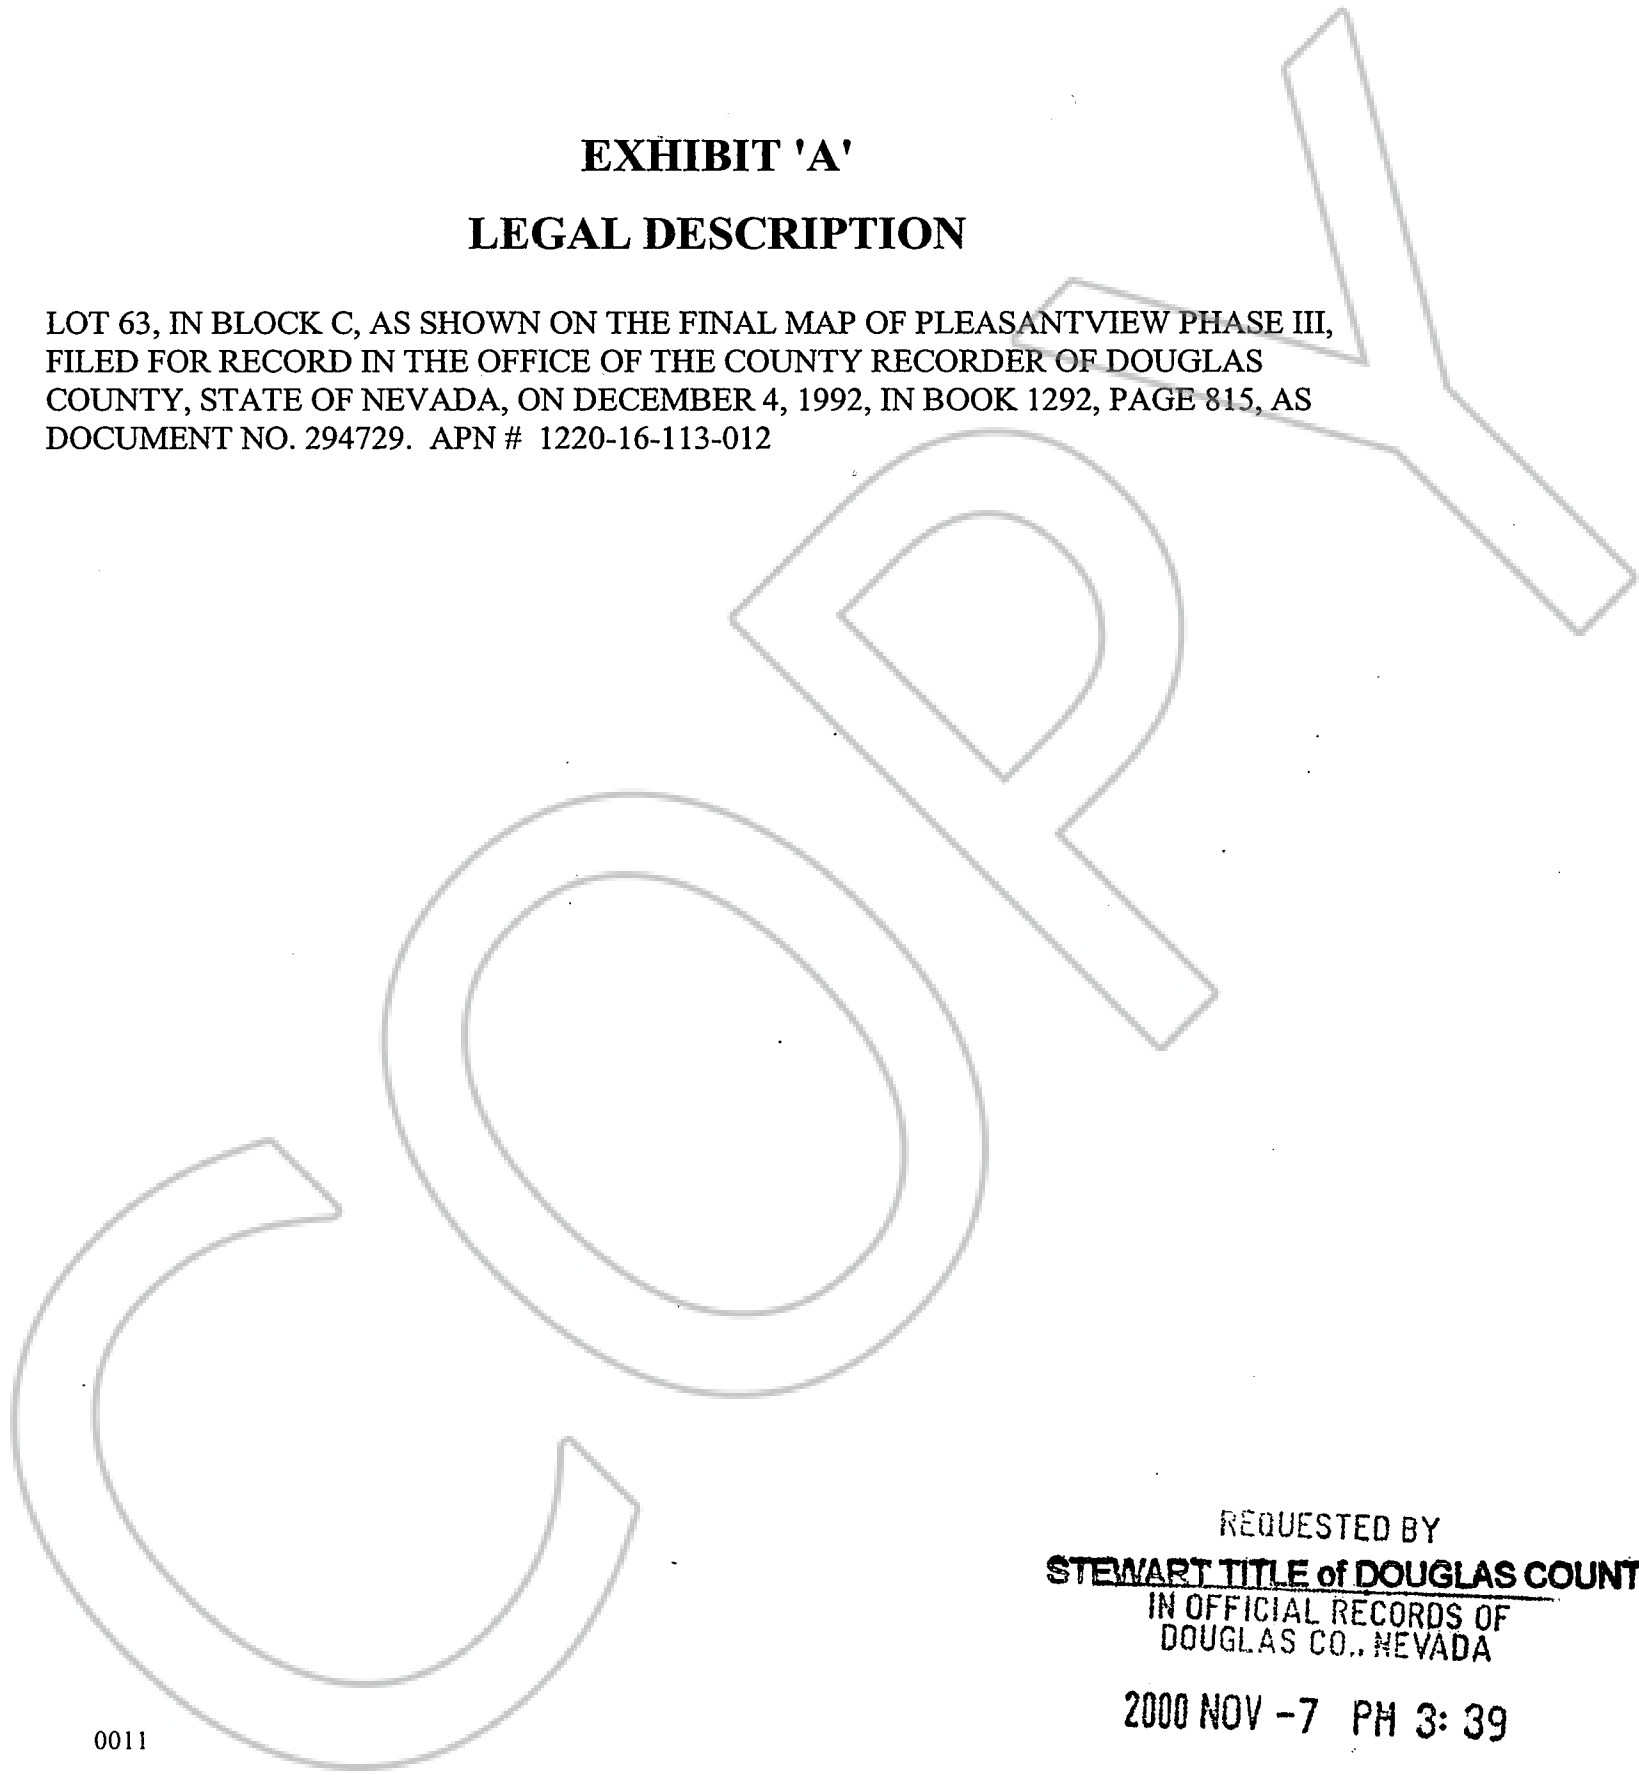 EXHIBIT 'A'
LEGAL DESCRIPTION
LOT 63, IN BLOCK C, AS SHOWN ON THE FINAL MAP OF PLEASANTVIEW PHASE III,
FILED FOR RECORD IN THE OFFICE OF THE COUNTY RECORDER OF DOUGLAS
COUNTY, STATE OF NEVADA, ON DECEMBER 4, 1992, IN BOOK 1292, PAGE 815, AS
DOCUMENT NO. 294729.  APN #  1220-16-113-012
COPY
REQUESTED BY
STEWART TITLE of DOUGLAS COUNT
IN OFFICIAL RECORDS OF
DOUGLAS CO., NEVADA
2000 NOV -7 PM 3: 39
0011